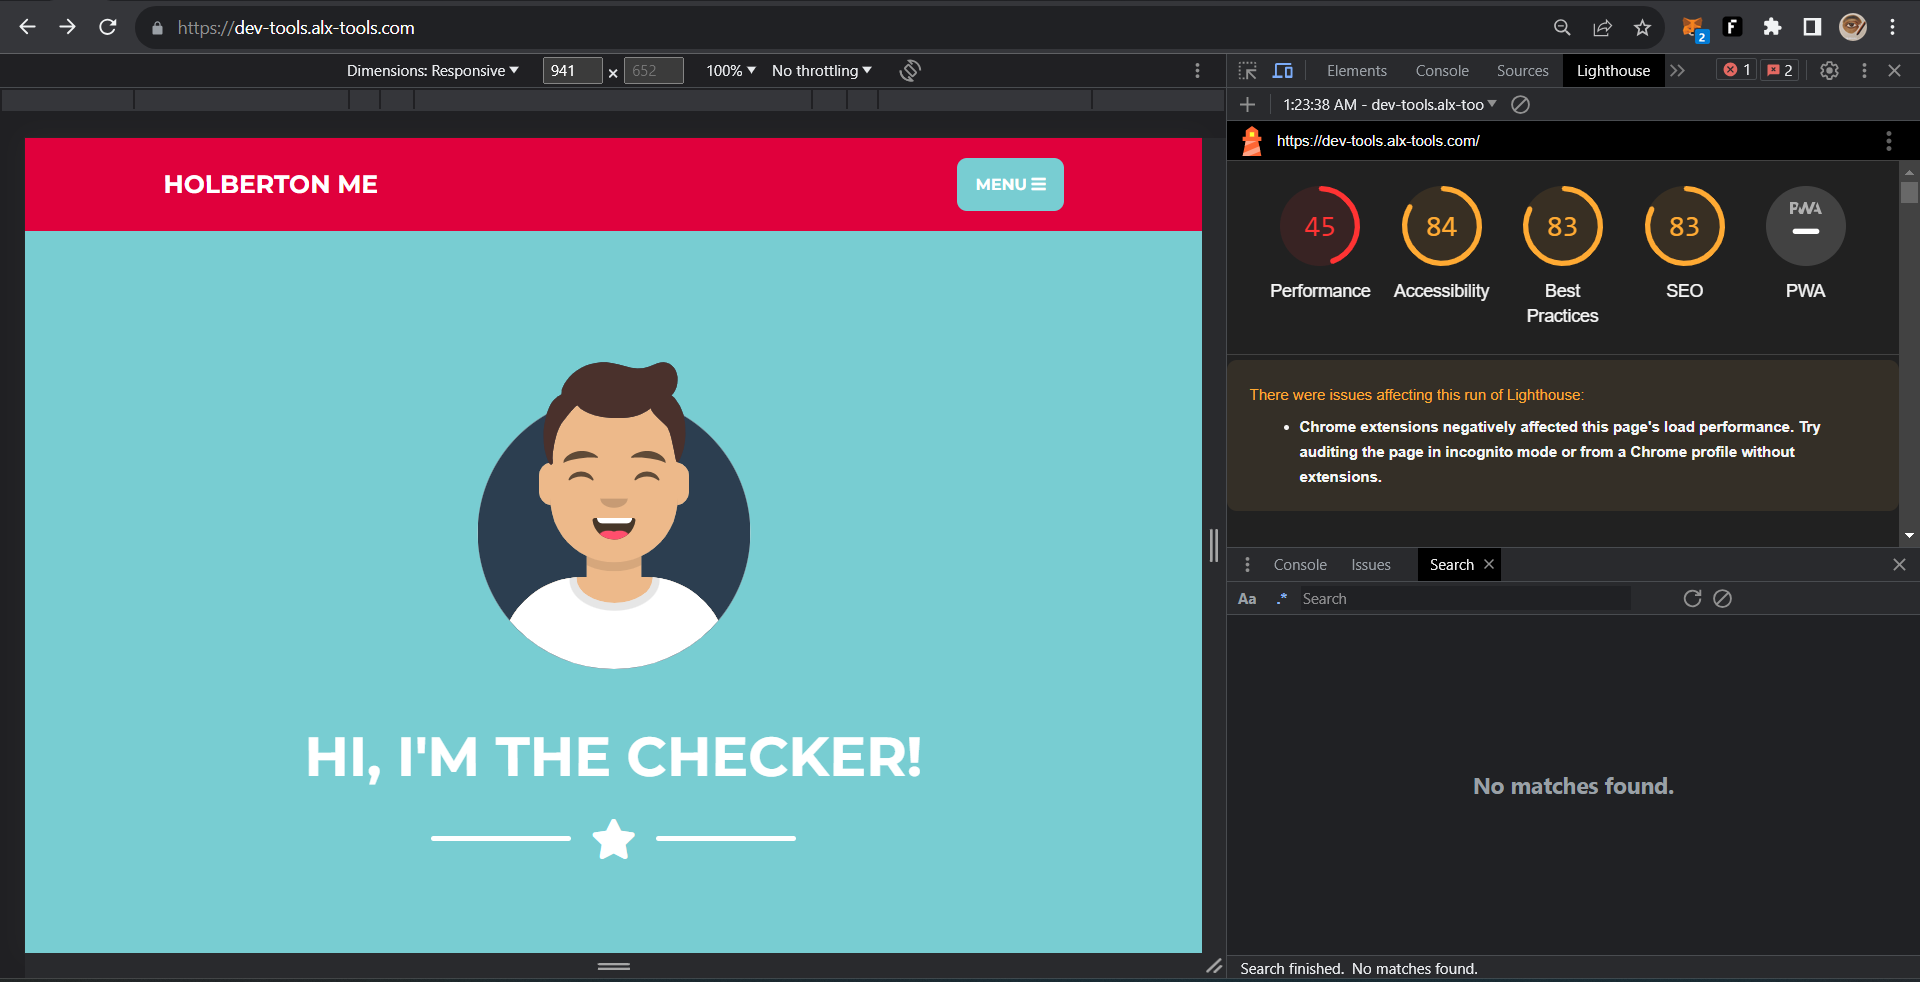 https://dev-tools.alx-tools.com
2
Dimensions: Responsive 941 × 652 100% No throttling
Elements Console Sources Lighthouse 1 2
1:23:38 AM - dev-tools.alx-too
https://dev-tools.alx-tools.com/
HOLBERTON ME
MENU
45 84 83 83 PWA
Performance Accessibility Best SEO PWA
Practices
There were issues affecting this run of Lighthouse:
• Chrome extensions negatively affected this page's load performance. Try
auditing the page in incognito mode or from a Chrome profile without
extensions.
Console Issues Search
Aa .* Search
HI, I'M THE CHECKER!
No matches found.
Search finished. No matches found.